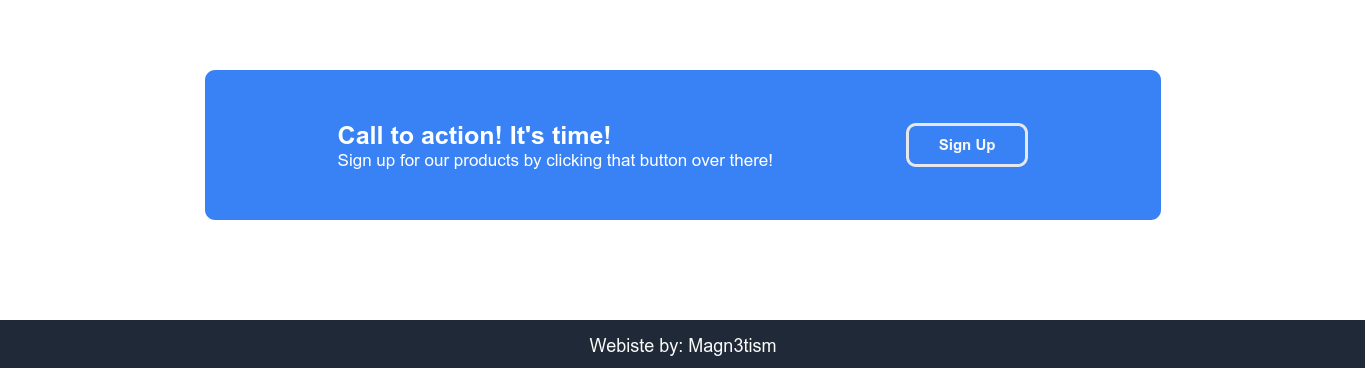 Call to action! It's time!
Sign up for our products by clicking that button over there!
Sign Up
Webiste by: Magn3tism